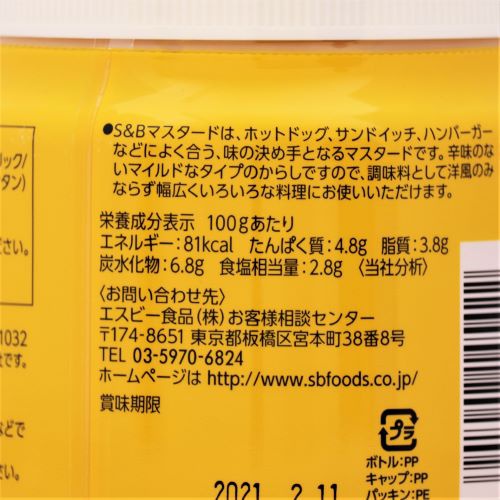 ●S&Bマスタードは、ホットドッグ、サンドイッチ、ハンバーガー
などによく合う、味の決め手となるマスタードです。辛味のな
いマイルドなタイプのからしですので、調味料として洋風のみ
ならず幅広くいろいろな料理にお使いいただけます。
栄養成分表示 100gあたり
エネルギー:81kcal たんぱく質:4.8g 脂質:3.8g
炭水化物:6.8g 食塩相当量:2.8g 〈当社分析〉
〈お問い合わせ先〉
エスビー食品(株)お客様相談センター
〒174-8651 東京都板橋区宮本町38番8号
TEL 03-5970-6824
ホームページは http://www.sbfoods.co.jp/
賞味期限
2021 2.11
プラ
ボトル:PP
キャップ:PP
パッキン:PE
リック/
タン)
ださい。
1032
社です。
などで
さい。